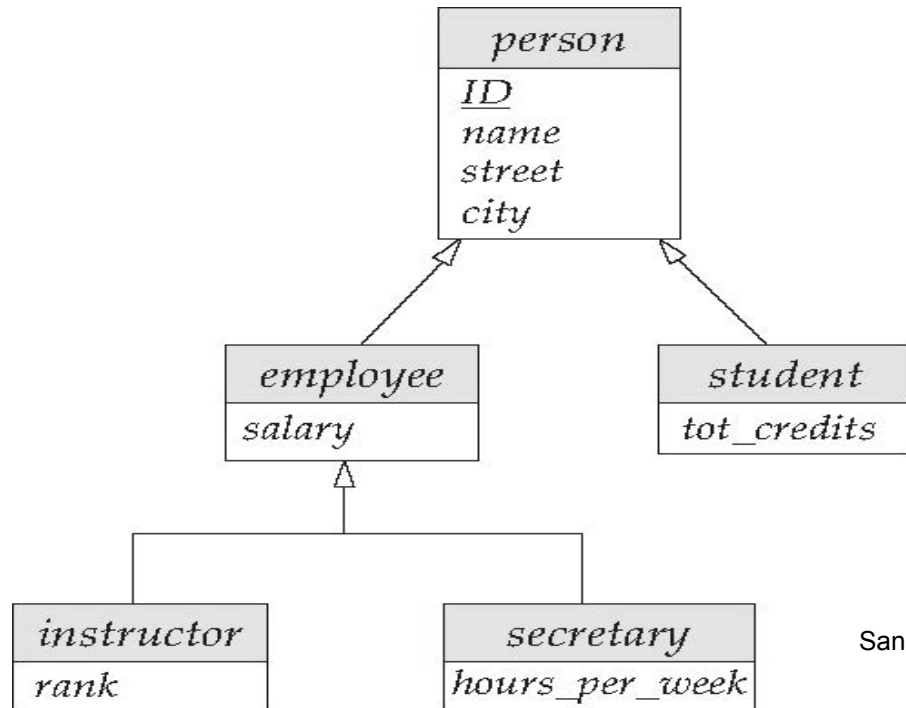 person
ID
name
street
city
employee
salary
student
tot_credits
instructor
rank
secretary
hours_per_week
San